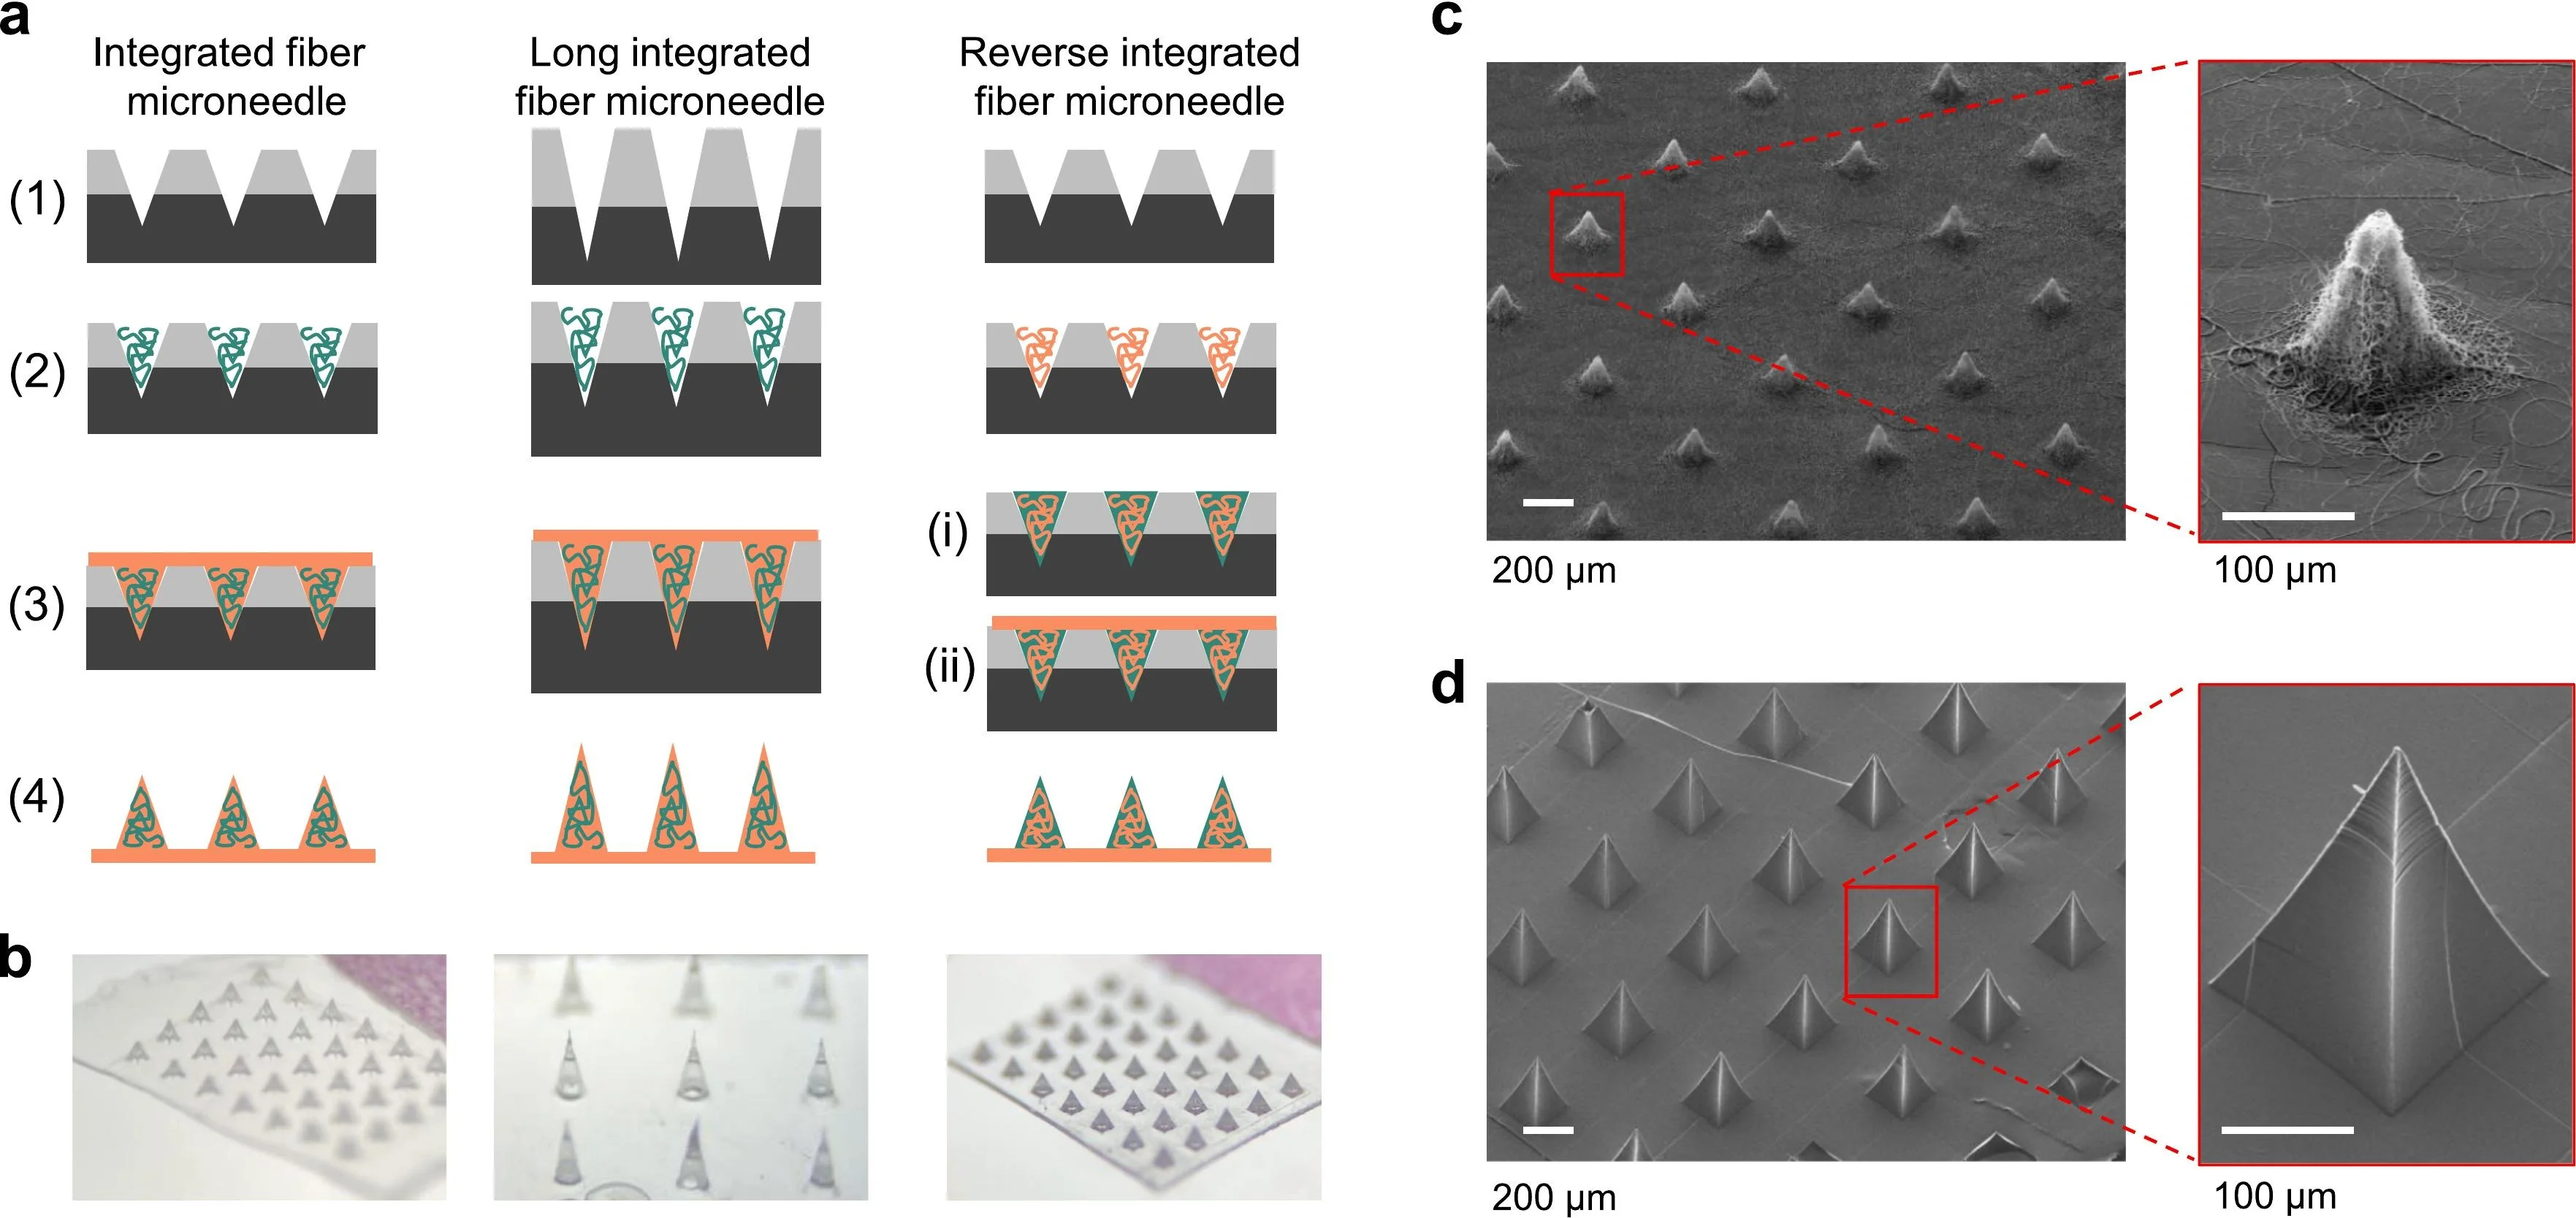 a
Integrated fiber
microneedle
Long integrated
fiber microneedle
Reverse integrated
fiber microneedle
(1)
(2)
(3)
(i)
(ii)
(4)
b
c
200 µm
100 µm
d
200 µm
100 µm